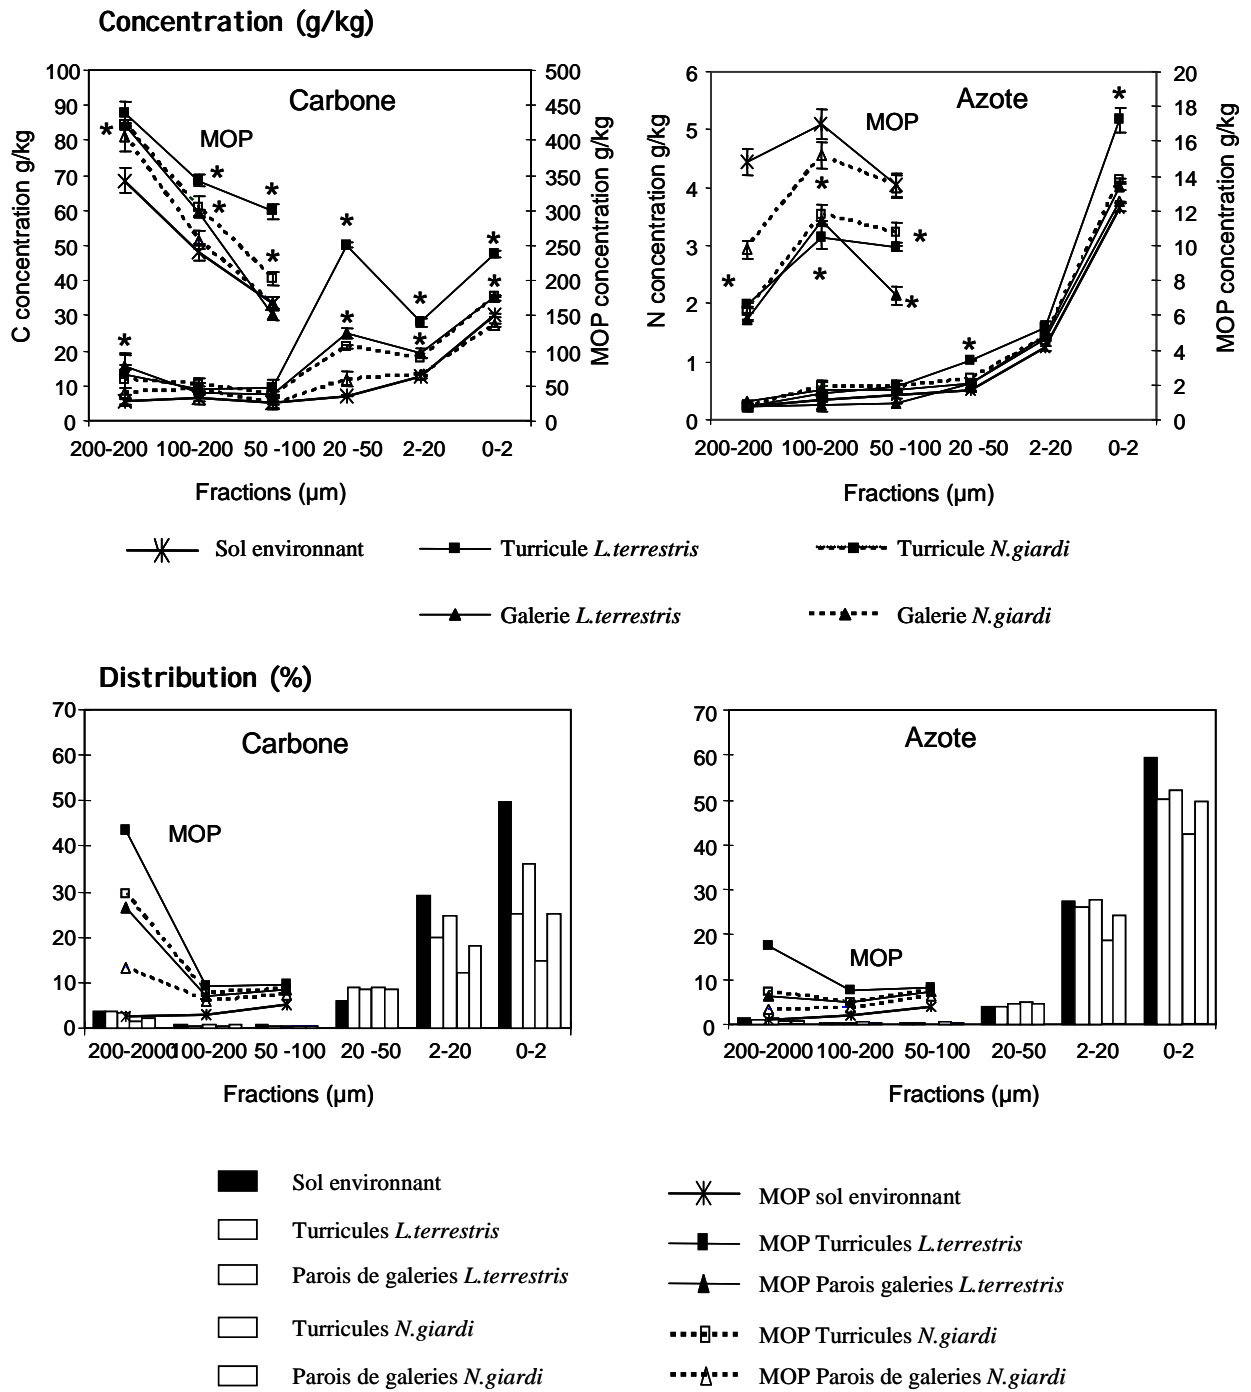 Concentration (g/kg)
Carbone
MOP
C concentration g/kg
100
90
80
70
60
50
40
30
20
10
0
500
450
400
350
300
250
200
150
100
50
0
MOP concentration g/kg
200-200 100-200 50 -100 20 -50 2-20 0-2
Fractions (µm)
Azote
MOP
N concentration g/kg
6
5
4
3
2
1
0
20
18
16
14
12
10
8
6
4
2
0
MOP concentration g/kg
200-200 100-200 50 -100 20 -50 2-20 0-2
Fractions (µm)
Sol environnant
Turricule L.terrestris
Turricule N.giardi
Galerie L.terrestris
Galerie N.giardi
Distribution (%)
Carbone
MOP
70
60
50
40
30
20
10
0
200-2000 100-200 50 -100 20 -50 2-20 0-2
Fractions (µm)
Azote
MOP
70
60
50
40
30
20
10
0
200-2000 100-200 50-100 20-50 2-20 0-2
Fractions (µm)
Sol environnant
Turricules L.terrestris
Parois de galeries L.terrestris
Turricules N.giardi
Parois de galeries N.giardi
MOP sol environnant
MOP Turricules L.terrestris
MOP Parois galeries L.terrestris
MOP Turricules N.giardi
MOP Parois de galeries N.giardi